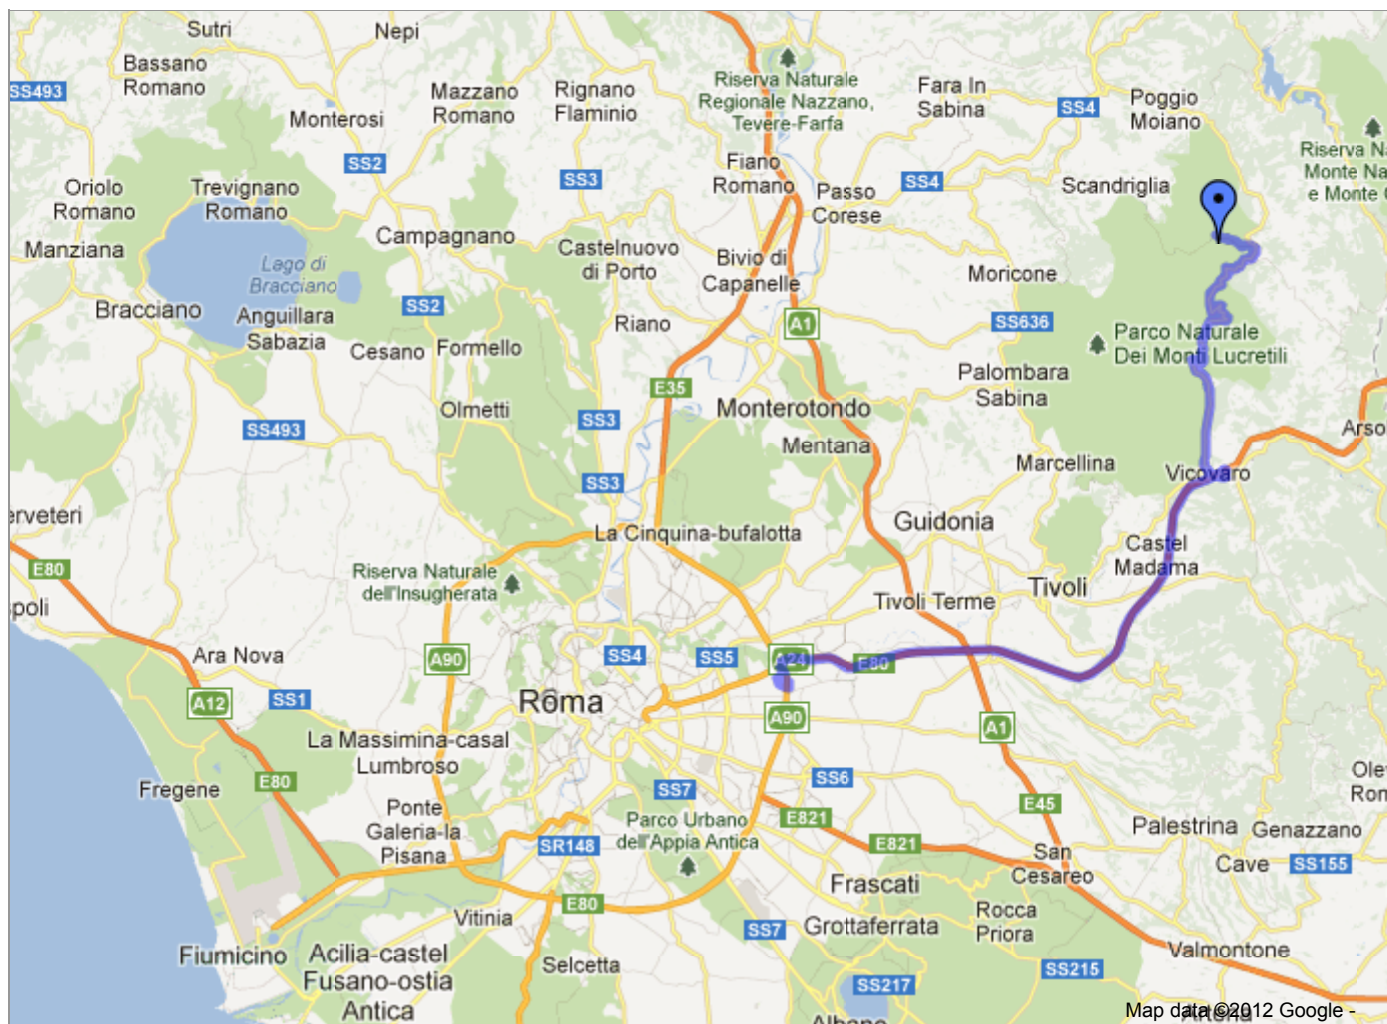 Sutri
Nepi
Bassano
Romano
SS493
Mazzano
Romano
Rignano
Flaminio
Riserva Naturale
Regionale Nazzano,
Tevere-Farfa
Fara In
Sabina
SS4
Poggio
Moiano
Monterosi
SS2
SS3
Fiano
Romano
Passo
Corese
SS4
Scandriglia
Riserva Na
Monte Na
e Monte
Oriolo
Romano
Trevignano
Romano
Manziana
Campagnano
Castelnuovo
di Porto
Bivio di
Capanelle
Moricone
Lago di
Bracciano
Bracciano
Anguillara
Sabazia
SS2
Riano
A1
SS636
Parco Naturale
Dei Monti Lucretili
Cesano
Formello
E35
Palombara
Sabina
Olmetti
SS3
Monterotondo
SS493
Mentana
Arso
SS3
Marcellina
Vicovaro
erveteri
La Cinquina-bufalotta
Guidonia
Castel
Madama
E80
Riserva Naturale
dell'Insugherata
Tivoli
spoli
Tivoli Terme
Ara Nova
A90
SS4
SS5
A24
E80
A12
SS1
Roma
A90
A1
La Massimina-casal
Lumbroso
Fregene
E80
SS7
SS6
Ole
Ron
Ponte
Galeria-la
Pisana
SR148
Parco Urbano
dell'Appia Antica
E821
E45
E821
Palestrina
Genazzano
San
Cesareo
Cave
SS155
Frascati
Vitinia
E80
SS7
Grottaferrata
Rocca
Priora
Fiumicino
Acilia-castel
Fusano-ostia
Antica
Selcetta
Valmontone
SS217
SS215
Albano
Artena
Map data ©2012 Google -